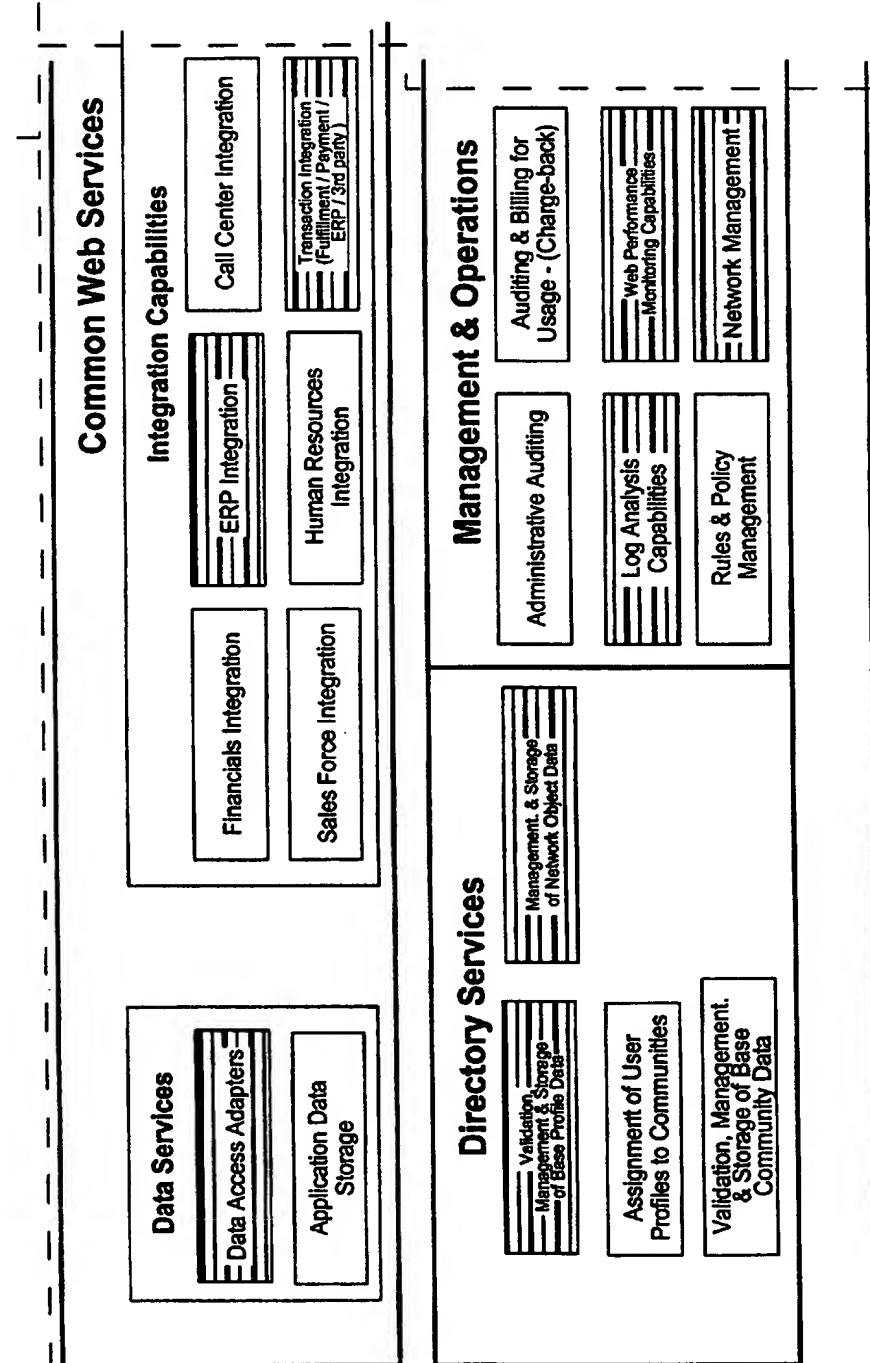 Common Web Services
Data Services
Data Access Adapters
Application Data
Storage
Integration Capabilities
Financials Integration
ERP Integration
Call Center Integration
Sales Force Integration
Human Resources
Integration
Transaction Integration
(Fulfillment / Payment /
ERP / 3rd party )
Directory Services
Validation,
Management & Storage
of Base Profile Data
Management. & Storage
of Network Object Data
Assignment of User
Profiles to Communities
Validation, Management.
& Storage of Base
Community Data
Management & Operations
Administrative Auditing
Auditing & Billing for
Usage - (Charge-back)
Log Analysis
Capabilities
Web Performance
Monitoring Capabilities
Rules & Policy
Management
Network Management